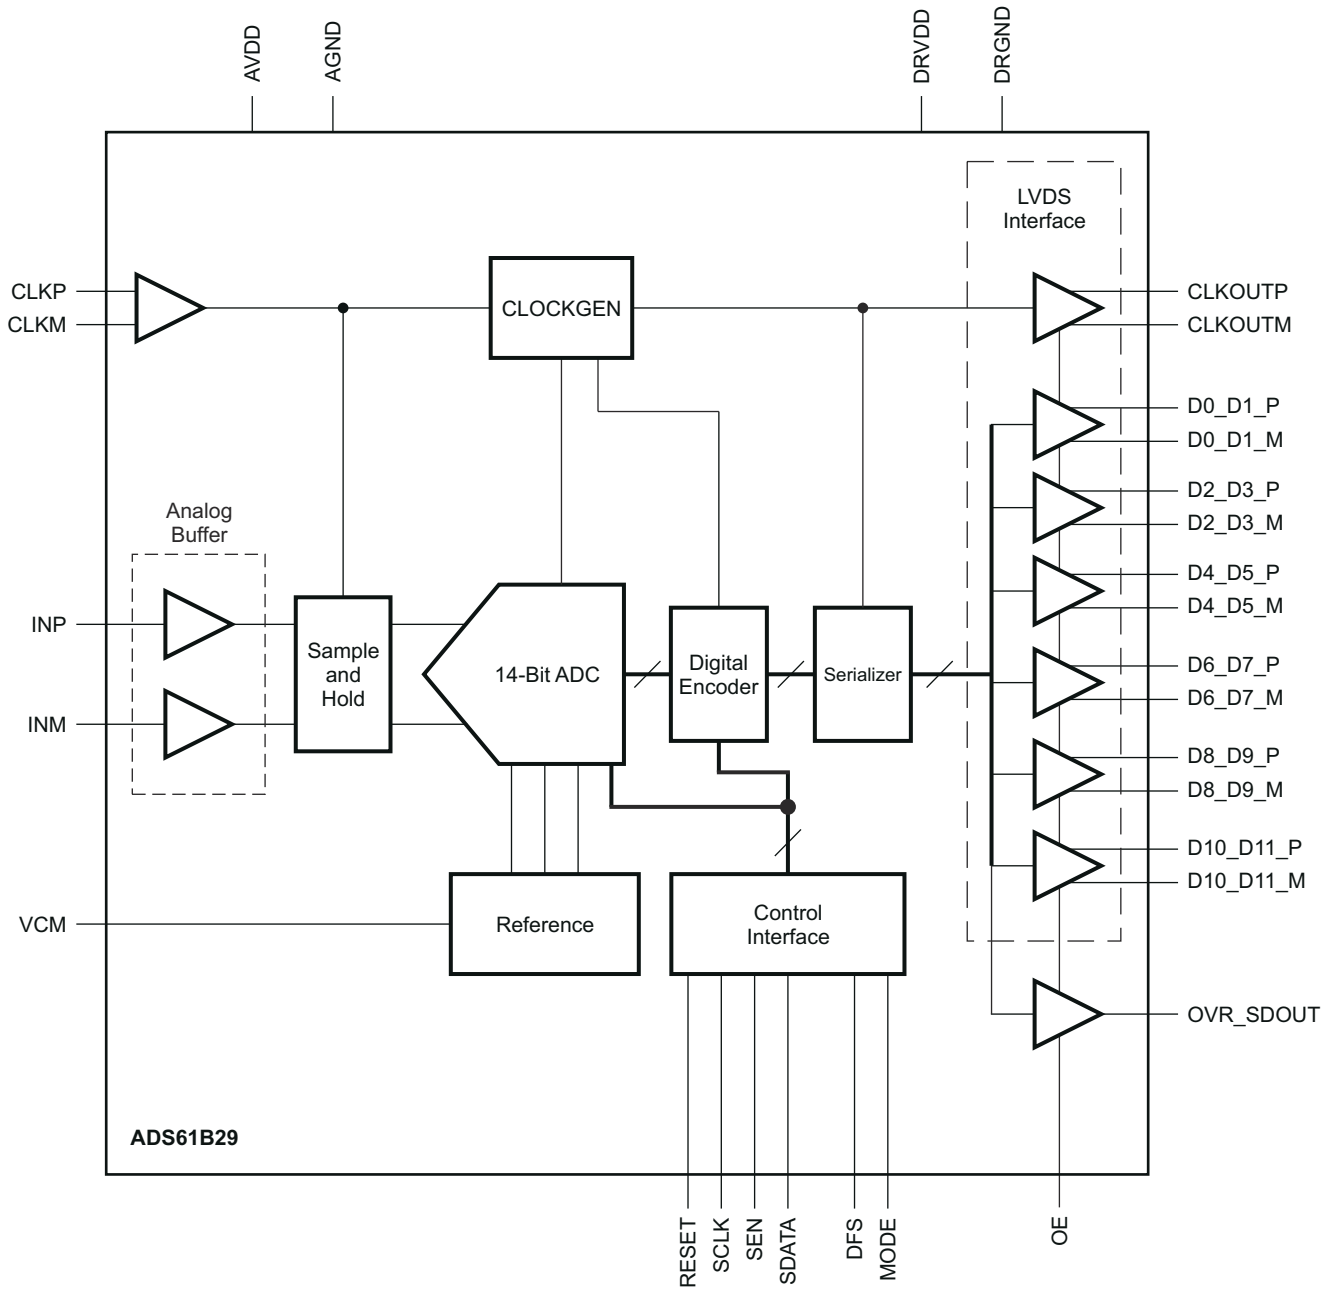 AVDD
AGND
DRVDD
DRGND
LVDS
Interface
CLKP
CLKM
CLOCKGEN
CLKOUTP
CLKOUTM
D0_D1_P
D0_D1_M
D2_D3_P
D2_D3_M
D4_D5_P
D4_D5_M
D6_D7_P
D6_D7_M
D8_D9_P
D8_D9_M
D10_D11_P
D10_D11_M
Analog
Buffer
INP
INM
Sample
and
Hold
14-Bit ADC
Digital
Encoder
Serializer
VCM
Reference
Control
Interface
OVR_SDOUT
ADS61B29
RESET
SCLK
SEN
SDATA
DFS
MODE
OE